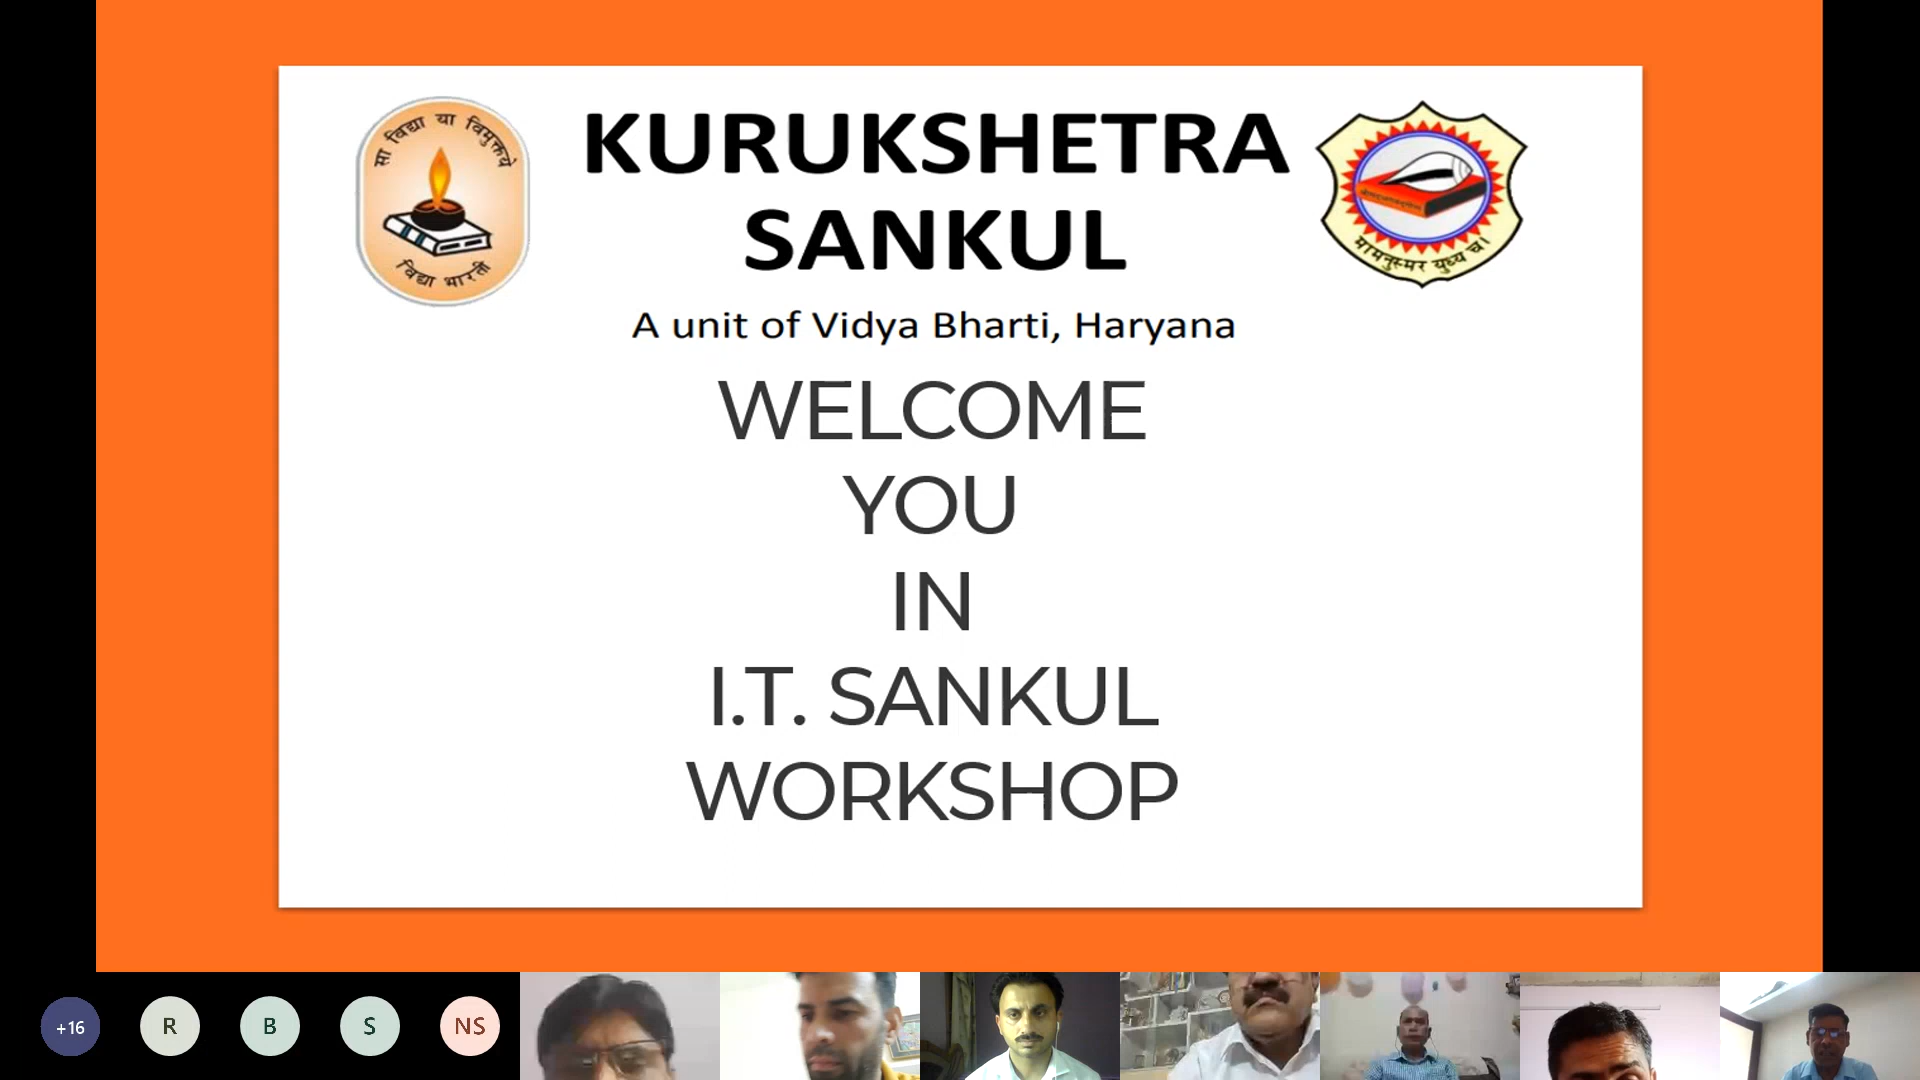 सा विद्या या विमुक्तये
विद्या भारती
KURUKSHETRA
SANKUL
मामनुस्मर युध्य च।
A unit of Vidya Bharti, Haryana
WELCOME
YOU
IN
I.T. SANKUL
WORKSHOP
+16
R
B
S
NS